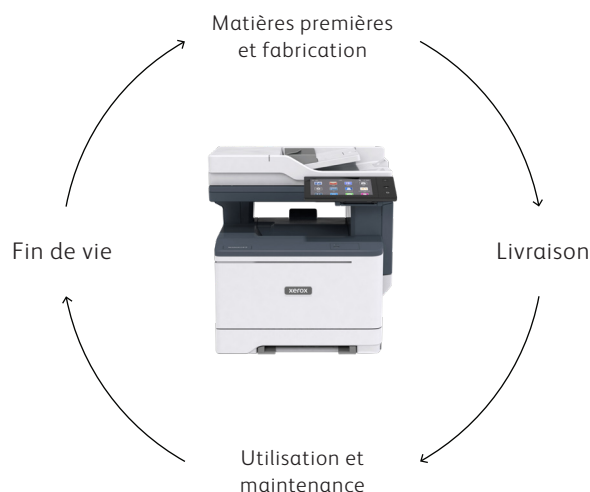 Matières premières
et fabrication
Fin de vie
Livraison
xerox
Utilisation et
maintenance